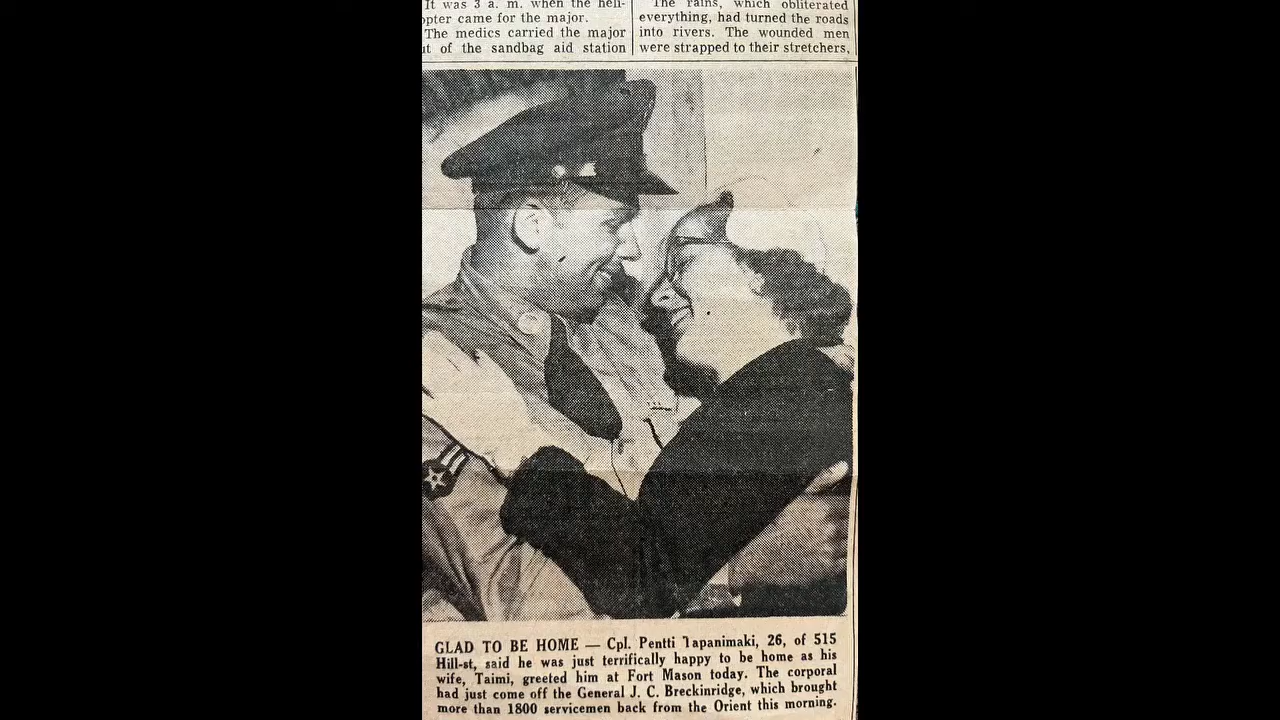 It was 3 a. m. when the heli-
opter came for the major.
The medics carried the major
ut of the sandbag aid station
The rains, which obliterated
everything, had turned the roads
into rivers. The wounded men
were strapped to their stretchers,
GLAD TO BE HOME — Cpl. Pentti Tapanimaki, 26, of 515
Hill-st, said he was just terrifically happy to be home as his
wife, Taimi, greeted him at Fort Mason today. The corporal
had just come off the General J. C. Breckinridge, which brought
more than 1800 servicemen back from the Orient this morning.